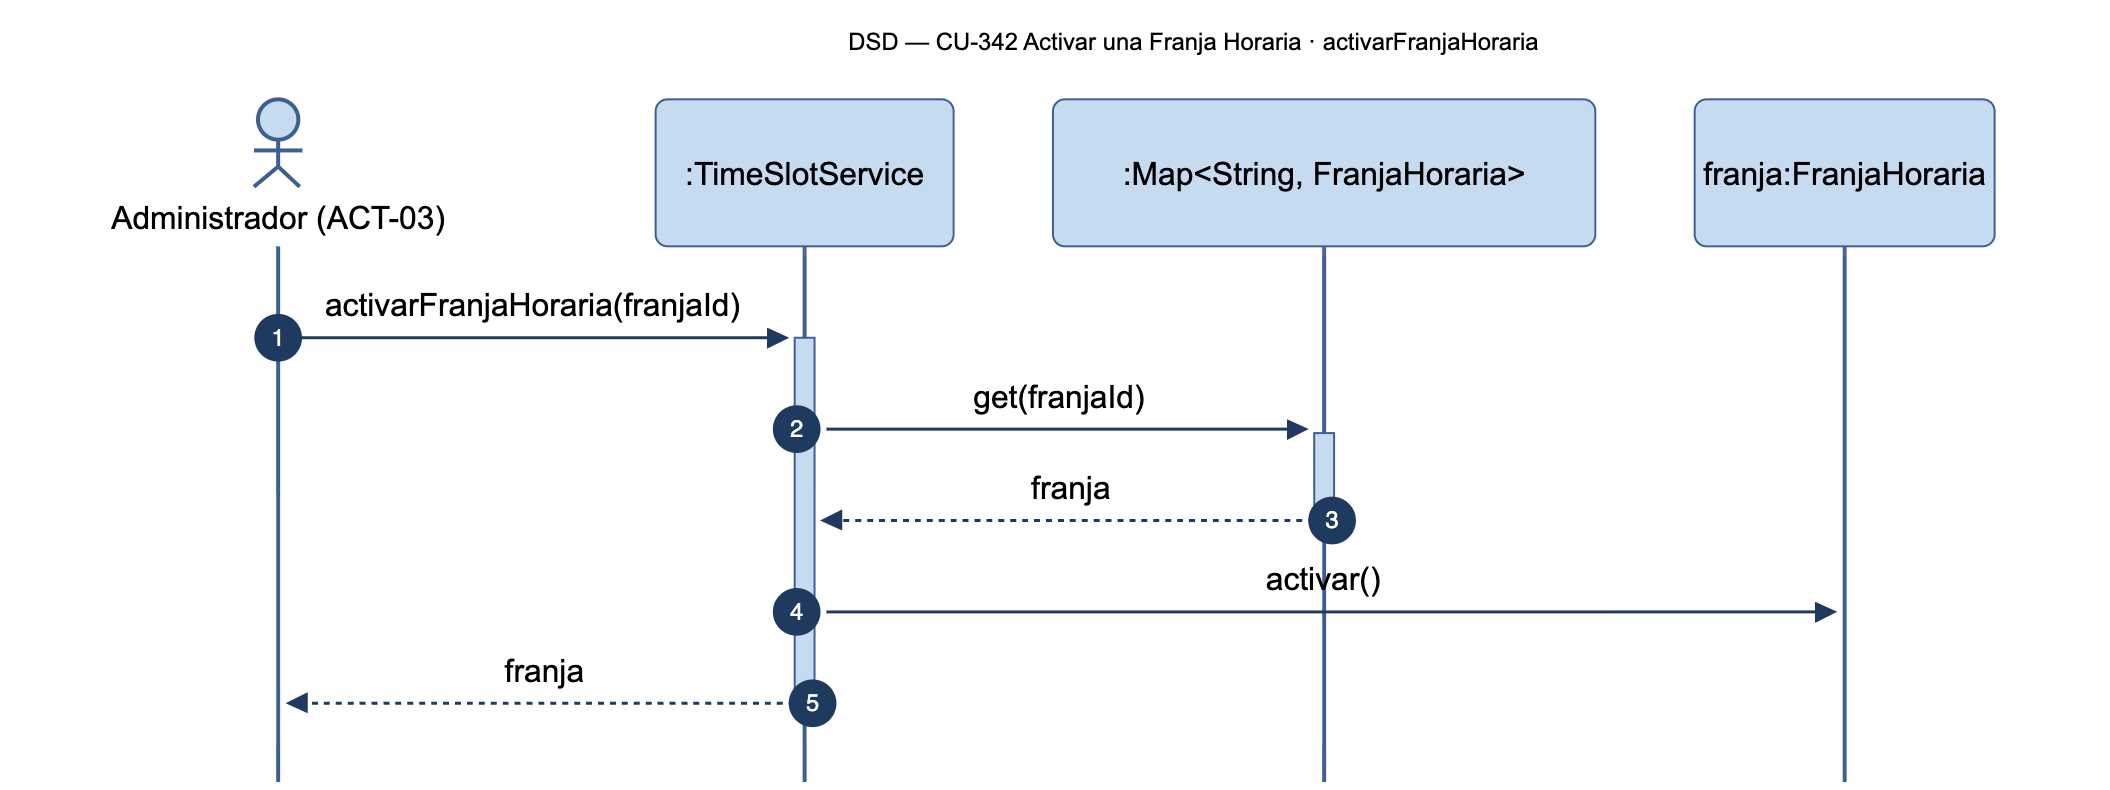 DSD — CU-342 Activar una Franja Horaria · activarFranjaHoraria
Administrador (ACT-03)
:TimeSlotService
:Map<String, FranjaHoraria>
franja:FranjaHoraria
activarFranjaHoraria(franjaId)
1
get(franjaId)
2
franja
3
activar()
4
franja
5